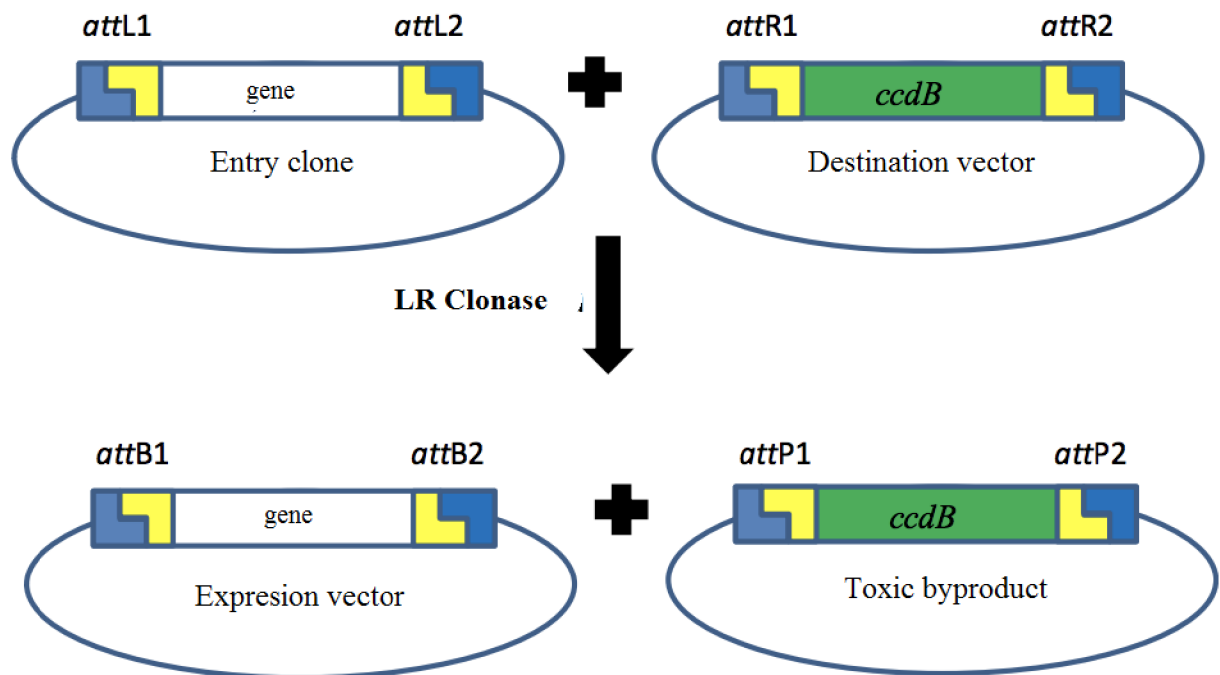 attL1 attL2 attR1 attR2
gene ccdB
Entry clone Destination vector
LR Clonase
attB1 attB2 attP1 attP2
gene ccdB
Expresion vector Toxic byproduct